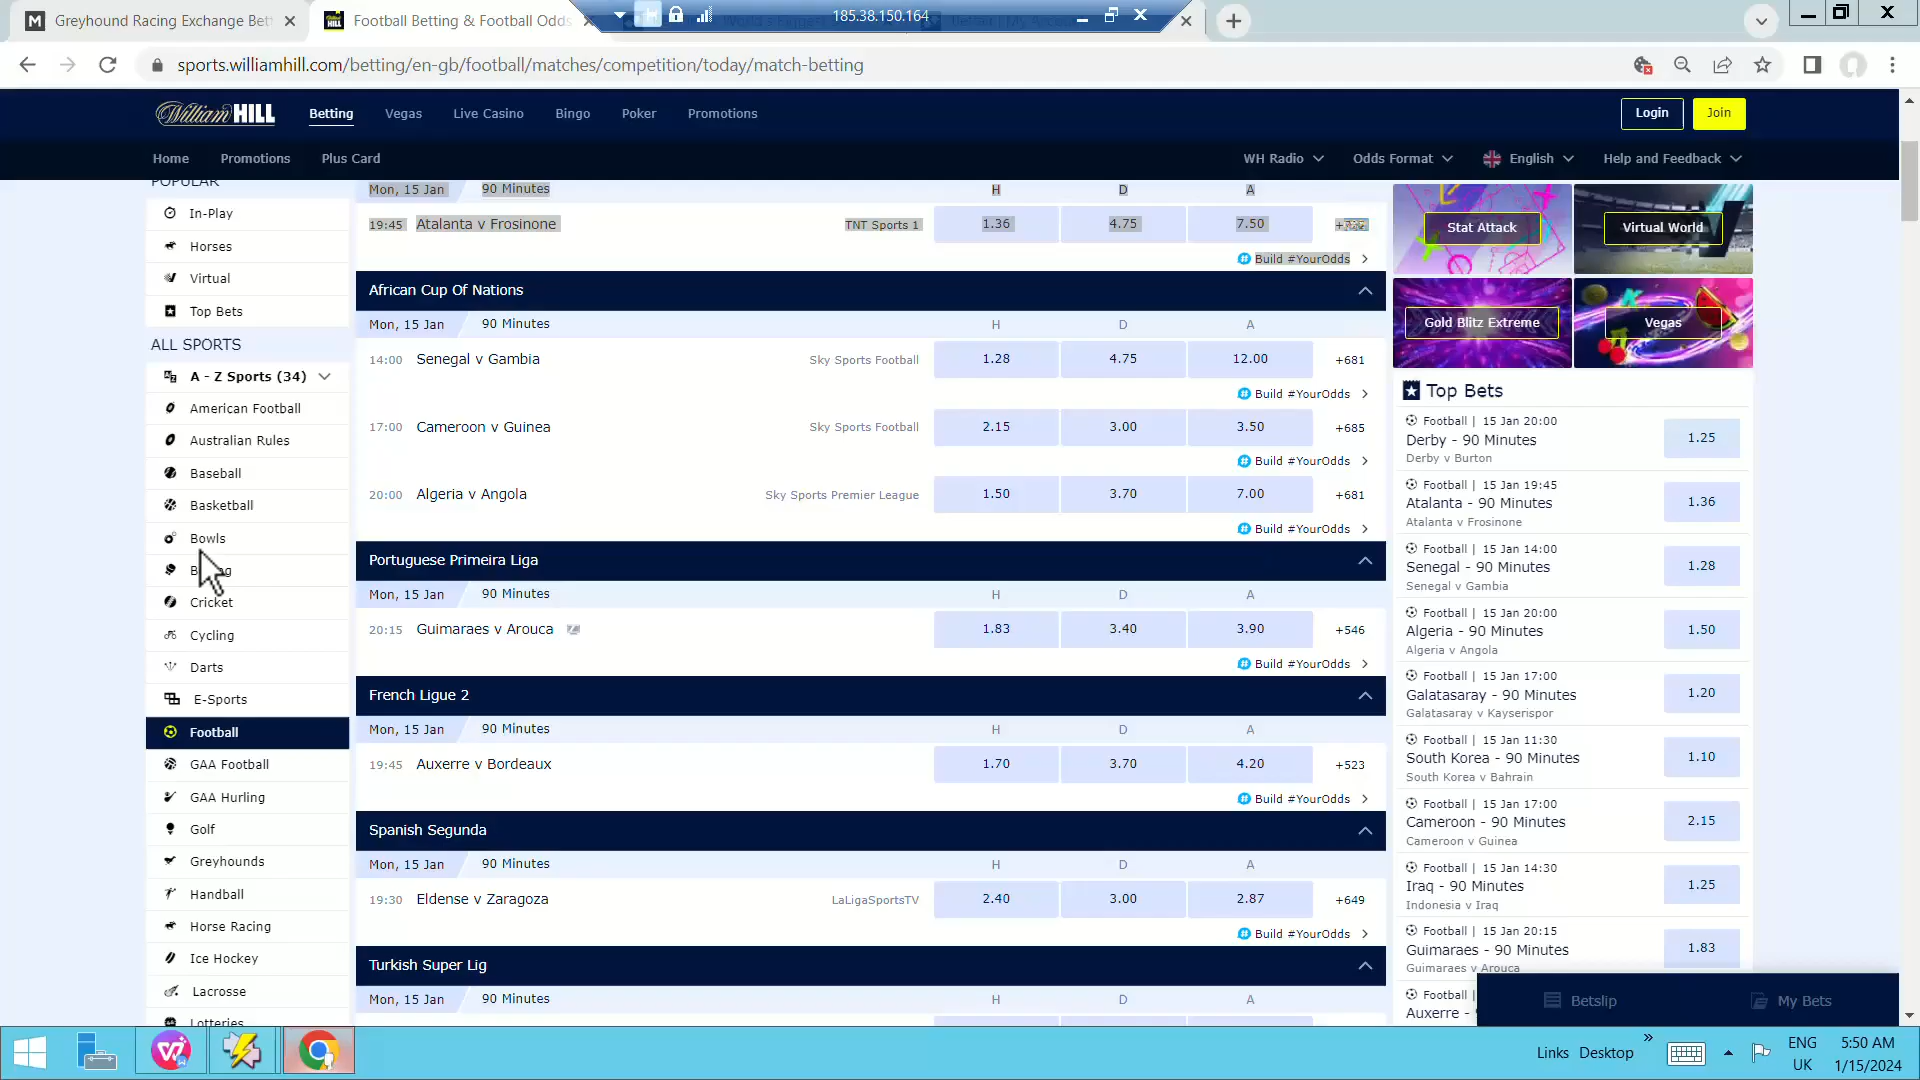 Greyhound Racing Exchange Bet
Football Betting & Football Odds
185.38.150.164
sports.williamhill.com/betting/en-gb/football/matches/competition/today/match-betting
William HILL
Betting
Vegas
Live Casino
Bingo
Poker
Promotions
Login
Join
Home
Promotions
Plus Card
WH Radio
Odds Format
English
Help and Feedback
POPULAR
In-Play
Horses
Virtual
Top Bets
ALL SPORTS
A - Z Sports (34)
American Football
Australian Rules
Baseball
Basketball
Bowls
Cricket
Cycling
Darts
E-Sports
Football
GAA Football
GAA Hurling
Golf
Greyhounds
Handball
Horse Racing
Ice Hockey
Lacrosse
Lotteries
Mon, 15 Jan 90 Minutes H D A
19:45 Atalanta v Frosinone TNT Sports 1 1.36 4.75 7.50
Build #YourOdds
African Cup Of Nations
Mon, 15 Jan 90 Minutes H D A
14:00 Senegal v Gambia Sky Sports Football 1.28 4.75 12.00 +681
Build #YourOdds
17:00 Cameroon v Guinea Sky Sports Football 2.15 3.00 3.50 +685
Build #YourOdds
20:00 Algeria v Angola Sky Sports Premier League 1.50 3.70 7.00 +681
Build #YourOdds
Portuguese Primeira Liga
Mon, 15 Jan 90 Minutes H D A
20:15 Guimaraes v Arouca 1.83 3.40 3.90 +546
Build #YourOdds
French Ligue 2
Mon, 15 Jan 90 Minutes H D A
19:45 Auxerre v Bordeaux 1.70 3.70 4.20 +523
Build #YourOdds
Spanish Segunda
Mon, 15 Jan 90 Minutes H D A
19:30 Eldense v Zaragoza LaLigaSportsTV 2.40 3.00 2.87 +649
Build #YourOdds
Turkish Super Lig
Mon, 15 Jan 90 Minutes H D A
Stat Attack
Virtual World
Gold Blitz Extreme
Vegas
Top Bets
Football | 15 Jan 20:00
Derby - 90 Minutes 1.25
Derby v Burton
Football | 15 Jan 19:45
Atalanta - 90 Minutes 1.36
Atalanta v Frosinone
Football | 15 Jan 14:00
Senegal - 90 Minutes 1.28
Senegal v Gambia
Football | 15 Jan 20:00
Algeria - 90 Minutes 1.50
Algeria v Angola
Football | 15 Jan 17:00
Galatasaray - 90 Minutes 1.20
Galatasaray v Kayserispor
Football | 15 Jan 11:30
South Korea - 90 Minutes 1.10
South Korea v Bahrain
Football | 15 Jan 17:00
Cameroon - 90 Minutes 2.15
Cameroon v Guinea
Football | 15 Jan 14:30
Iraq - 90 Minutes 1.25
Indonesia v Iraq
Football | 15 Jan 20:15
Guimaraes - 90 Minutes 1.83
Guimaraes v Arouca
Football |
Auxerre -
Betslip
My Bets
Links Desktop
ENG
UK
5:50 AM
1/15/2024